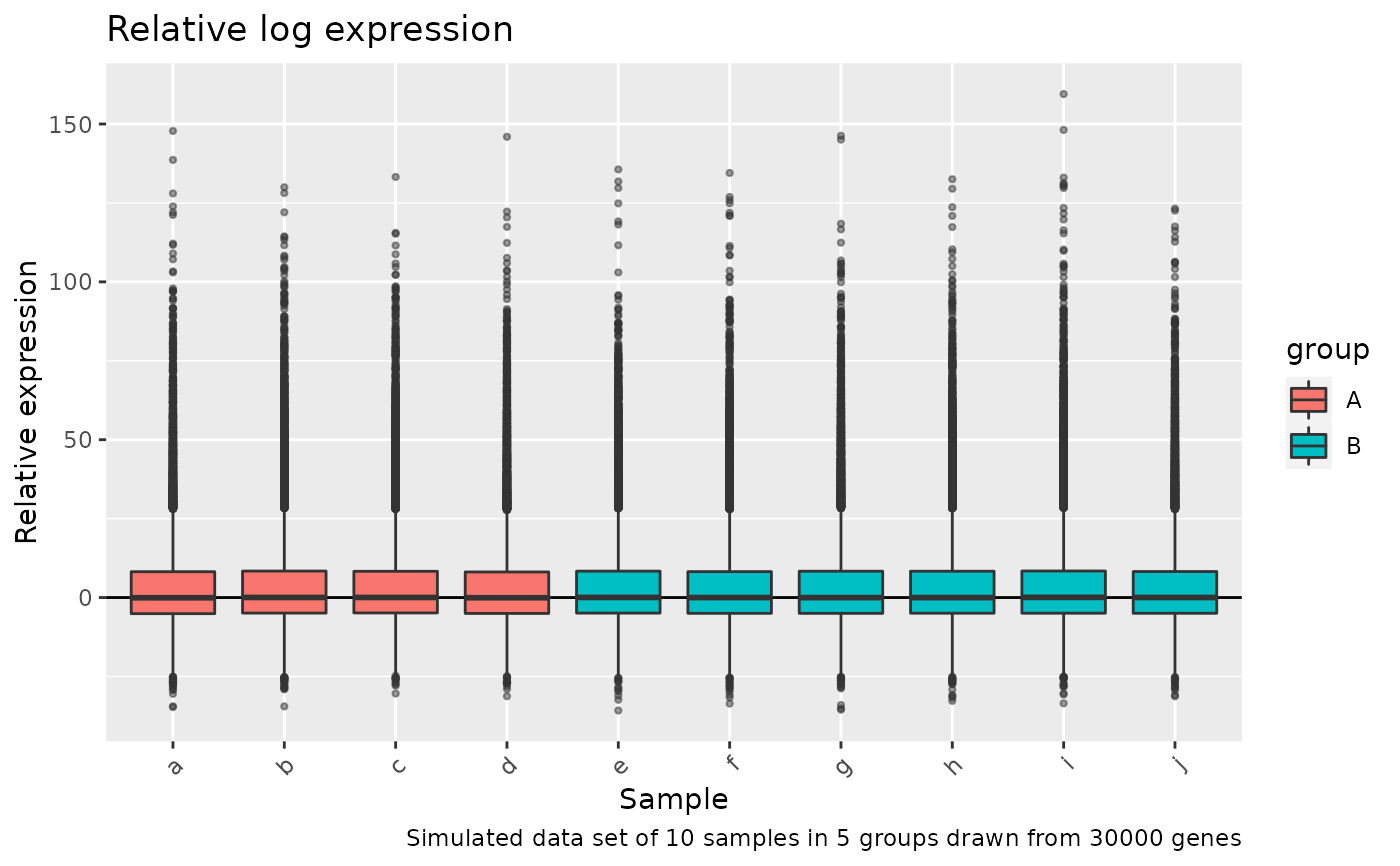 Relative log expression
Relative expression
150
100
50
0
a b c d e f g h i j
Sample
group
A
B
Simulated data set of 10 samples in 5 groups drawn from 30000 genes